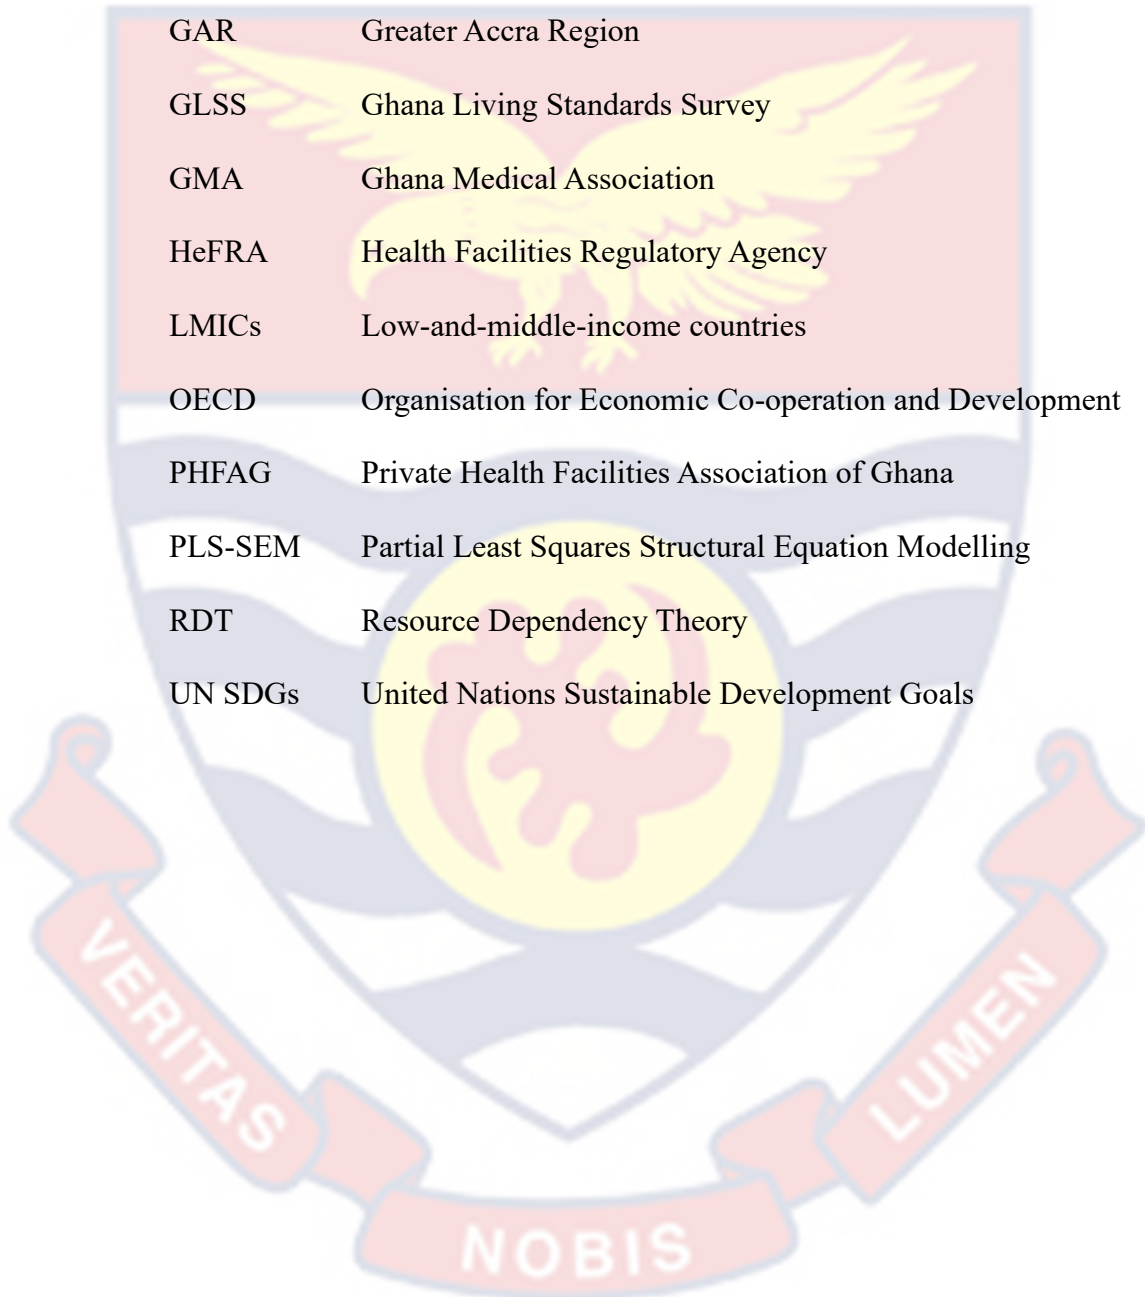 GAR Greater Accra Region
GLSS Ghana Living Standards Survey
GMA Ghana Medical Association
HeFRA Health Facilities Regulatory Agency
LMICs Low-and-middle-income countries
OECD Organisation for Economic Co-operation and Development
PHFAG Private Health Facilities Association of Ghana
PLS-SEM Partial Least Squares Structural Equation Modelling
RDT Resource Dependency Theory
UN SDGs United Nations Sustainable Development Goals
VERITAS
NOBIS
LUMEN